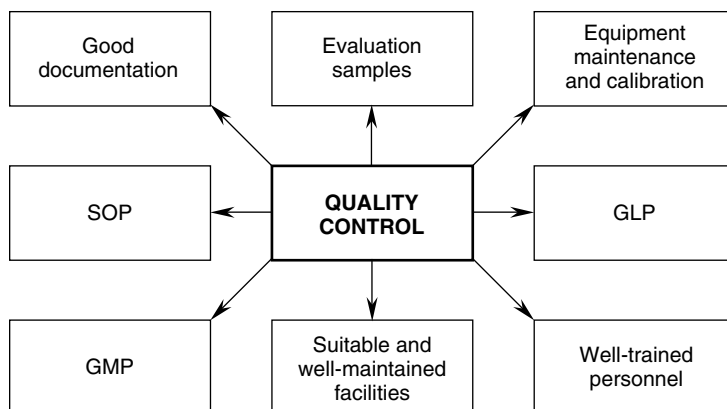 Good
documentation
Evaluation
samples
Equipment
maintenance
and calibration
SOP
QUALITY
CONTROL
GLP
GMP
Suitable and
well-maintained
facilities
Well-trained
personnel